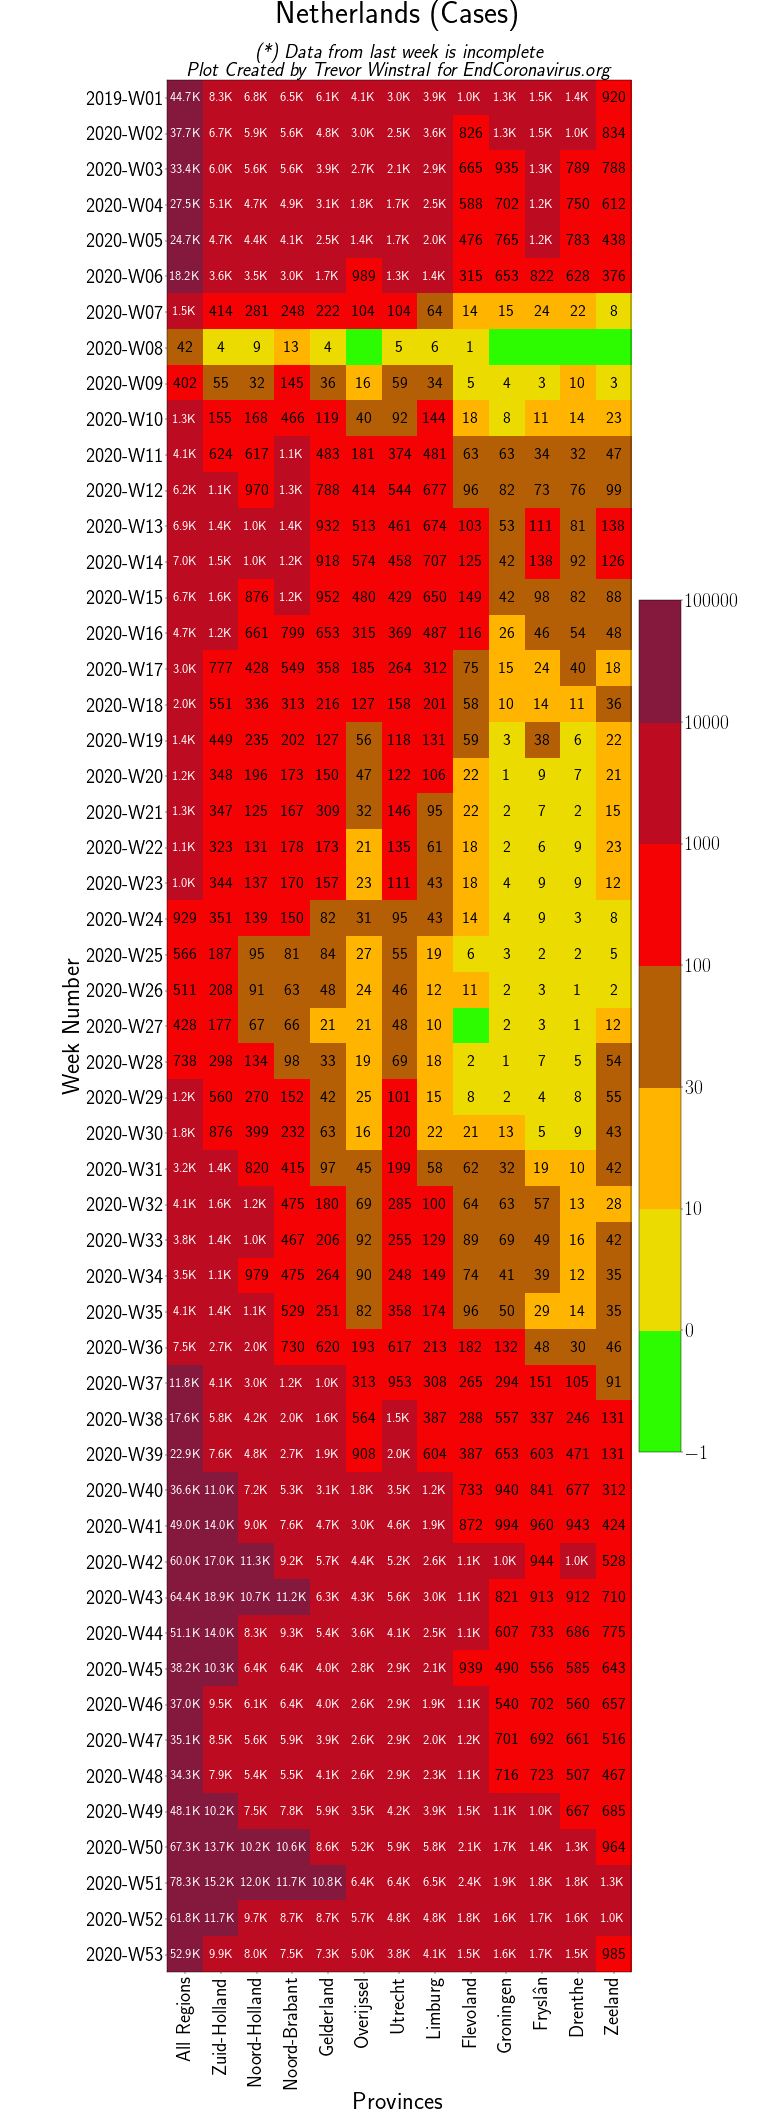 Netherlands (Cases)
(*) Data from last week is incomplete
Plot Created by Trevor Winstral for EndCoronavirus.org
2019-W01 44.7K 8.3K 6.8K 6.5K 6.1K 4.1K 3.0K 3.9K 1.0K 1.3K 1.5K 1.4K 920
2020-W02 37.7K 6.7K 5.9K 5.6K 4.8K 3.0K 2.5K 3.6K 826 1.3K 1.5K 1.0K 834
2020-W03 33.4K 6.0K 5.6K 5.6K 3.9K 2.7K 2.1K 2.9K 665 935 1.3K 789 788
2020-W04 27.5K 5.1K 4.7K 4.9K 3.1K 1.8K 1.7K 2.5K 588 702 1.2K 750 612
2020-W05 24.7K 4.7K 4.4K 4.1K 2.5K 1.4K 1.7K 2.0K 476 765 1.2K 783 438
2020-W06 18.2K 3.6K 3.5K 3.0K 1.7K 989 1.3K 1.4K 315 653 822 628 376
2020-W07 1.5K 414 281 248 222 104 104 64 14 15 24 22 8
2020-W08 42 4 9 13 4 5 6 1
2020-W09 402 55 32 145 36 16 59 34 5 4 3 10 3
2020-W10 1.3K 155 168 466 119 40 92 144 18 8 11 14 23
2020-W11 4.1K 624 617 1.1K 483 181 374 481 63 63 34 32 47
2020-W12 6.2K 1.1K 970 1.3K 788 414 544 677 96 82 73 76 99
2020-W13 6.9K 1.4K 1.0K 1.4K 932 513 461 674 103 53 111 81 138
2020-W14 7.0K 1.5K 1.0K 1.2K 918 574 458 707 125 42 138 92 126
2020-W15 6.7K 1.6K 876 1.2K 952 480 429 650 149 42 98 82 88
2020-W16 4.7K 1.2K 661 799 653 315 369 487 116 26 46 54 48
2020-W17 3.0K 777 428 549 358 185 264 312 75 15 24 40 18
2020-W18 2.0K 551 336 313 216 127 158 201 58 10 14 11 36
2020-W19 1.4K 449 235 202 127 56 118 131 59 3 38 6 22
2020-W20 1.2K 348 196 173 150 47 122 106 22 1 9 7 21
2020-W21 1.3K 347 125 167 309 32 146 95 22 2 7 2 15
2020-W22 1.1K 323 131 178 173 21 135 61 18 2 6 9 23
2020-W23 1.0K 344 137 170 157 23 111 43 18 4 9 9 12
2020-W24 929 351 139 150 82 31 95 43 14 4 9 3 8
2020-W25 566 187 95 81 84 27 55 19 6 3 2 2 5
2020-W26 511 208 91 63 48 24 46 12 11 2 3 1 2
2020-W27 428 177 67 66 21 21 48 10 2 3 1 12
2020-W28 738 298 134 98 33 19 69 18 2 1 7 5 54
2020-W29 1.2K 560 270 152 42 25 101 15 8 2 4 8 55
2020-W30 1.8K 876 399 232 63 16 120 22 21 13 5 9 43
2020-W31 3.2K 1.4K 820 415 97 45 199 58 62 32 19 10 42
2020-W32 4.1K 1.6K 1.2K 475 180 69 285 100 64 63 57 13 28
2020-W33 3.8K 1.4K 1.0K 467 206 92 255 129 89 69 49 16 42
2020-W34 3.5K 1.1K 979 475 264 90 248 149 74 41 39 12 35
2020-W35 4.1K 1.4K 1.1K 529 251 82 358 174 96 50 29 14 35
2020-W36 7.5K 2.7K 2.0K 730 620 193 617 213 182 132 48 30 46
2020-W37 11.8K 4.1K 3.0K 1.2K 1.0K 313 953 308 265 294 151 105 91
2020-W38 17.6K 5.8K 4.2K 2.0K 1.6K 564 1.5K 387 288 557 337 246 131
2020-W39 22.9K 7.6K 4.8K 2.7K 1.9K 908 2.0K 604 387 653 603 471 131
2020-W40 36.6K 11.0K 7.2K 5.3K 3.1K 1.8K 3.5K 1.2K 733 940 841 677 312
2020-W41 49.0K 14.0K 9.0K 7.6K 4.7K 3.0K 4.6K 1.9K 872 994 960 943 424
2020-W42 60.0K 17.0K 11.3K 9.2K 5.7K 4.4K 5.2K 2.6K 1.1K 1.0K 944 1.0K 528
2020-W43 64.4K 18.9K 10.7K 11.2K 6.3K 4.3K 5.6K 3.0K 1.1K 821 913 912 710
2020-W44 51.1K 14.0K 8.3K 9.3K 5.4K 3.6K 4.1K 2.5K 1.1K 607 733 686 775
2020-W45 38.2K 10.3K 6.4K 6.4K 4.0K 2.8K 2.9K 2.1K 939 490 556 585 643
2020-W46 37.0K 9.5K 6.1K 6.4K 4.0K 2.6K 2.9K 1.9K 1.1K 540 702 560 657
2020-W47 35.1K 8.5K 5.6K 5.9K 3.9K 2.6K 2.9K 2.0K 1.2K 701 692 661 516
2020-W48 34.3K 7.9K 5.4K 5.5K 4.1K 2.6K 2.9K 2.3K 1.1K 716 723 507 467
2020-W49 48.1K 10.2K 7.5K 7.8K 5.9K 3.5K 4.2K 3.9K 1.5K 1.1K 1.0K 667 685
2020-W50 67.3K 13.7K 10.2K 10.6K 8.6K 5.2K 5.9K 5.8K 2.1K 1.7K 1.4K 1.3K 964
2020-W51 78.3K 15.2K 12.0K 11.7K 10.8K 6.4K 6.4K 6.5K 2.4K 1.9K 1.8K 1.8K 1.3K
2020-W52 61.8K 11.7K 9.7K 8.7K 8.7K 5.7K 4.8K 4.8K 1.8K 1.6K 1.7K 1.6K 1.0K
2020-W53 52.9K 9.9K 8.0K 7.5K 7.3K 5.0K 3.8K 4.1K 1.5K 1.6K 1.7K 1.5K 985
Week Number
All Regions
Zuid-Holland
Noord-Holland
Noord-Brabant
Gelderland
Overijssel
Utrecht
Limburg
Flevoland
Groningen
Fryslân
Drenthe
Zeeland
Provinces
100000
10000
1000
100
30
10
0
−1